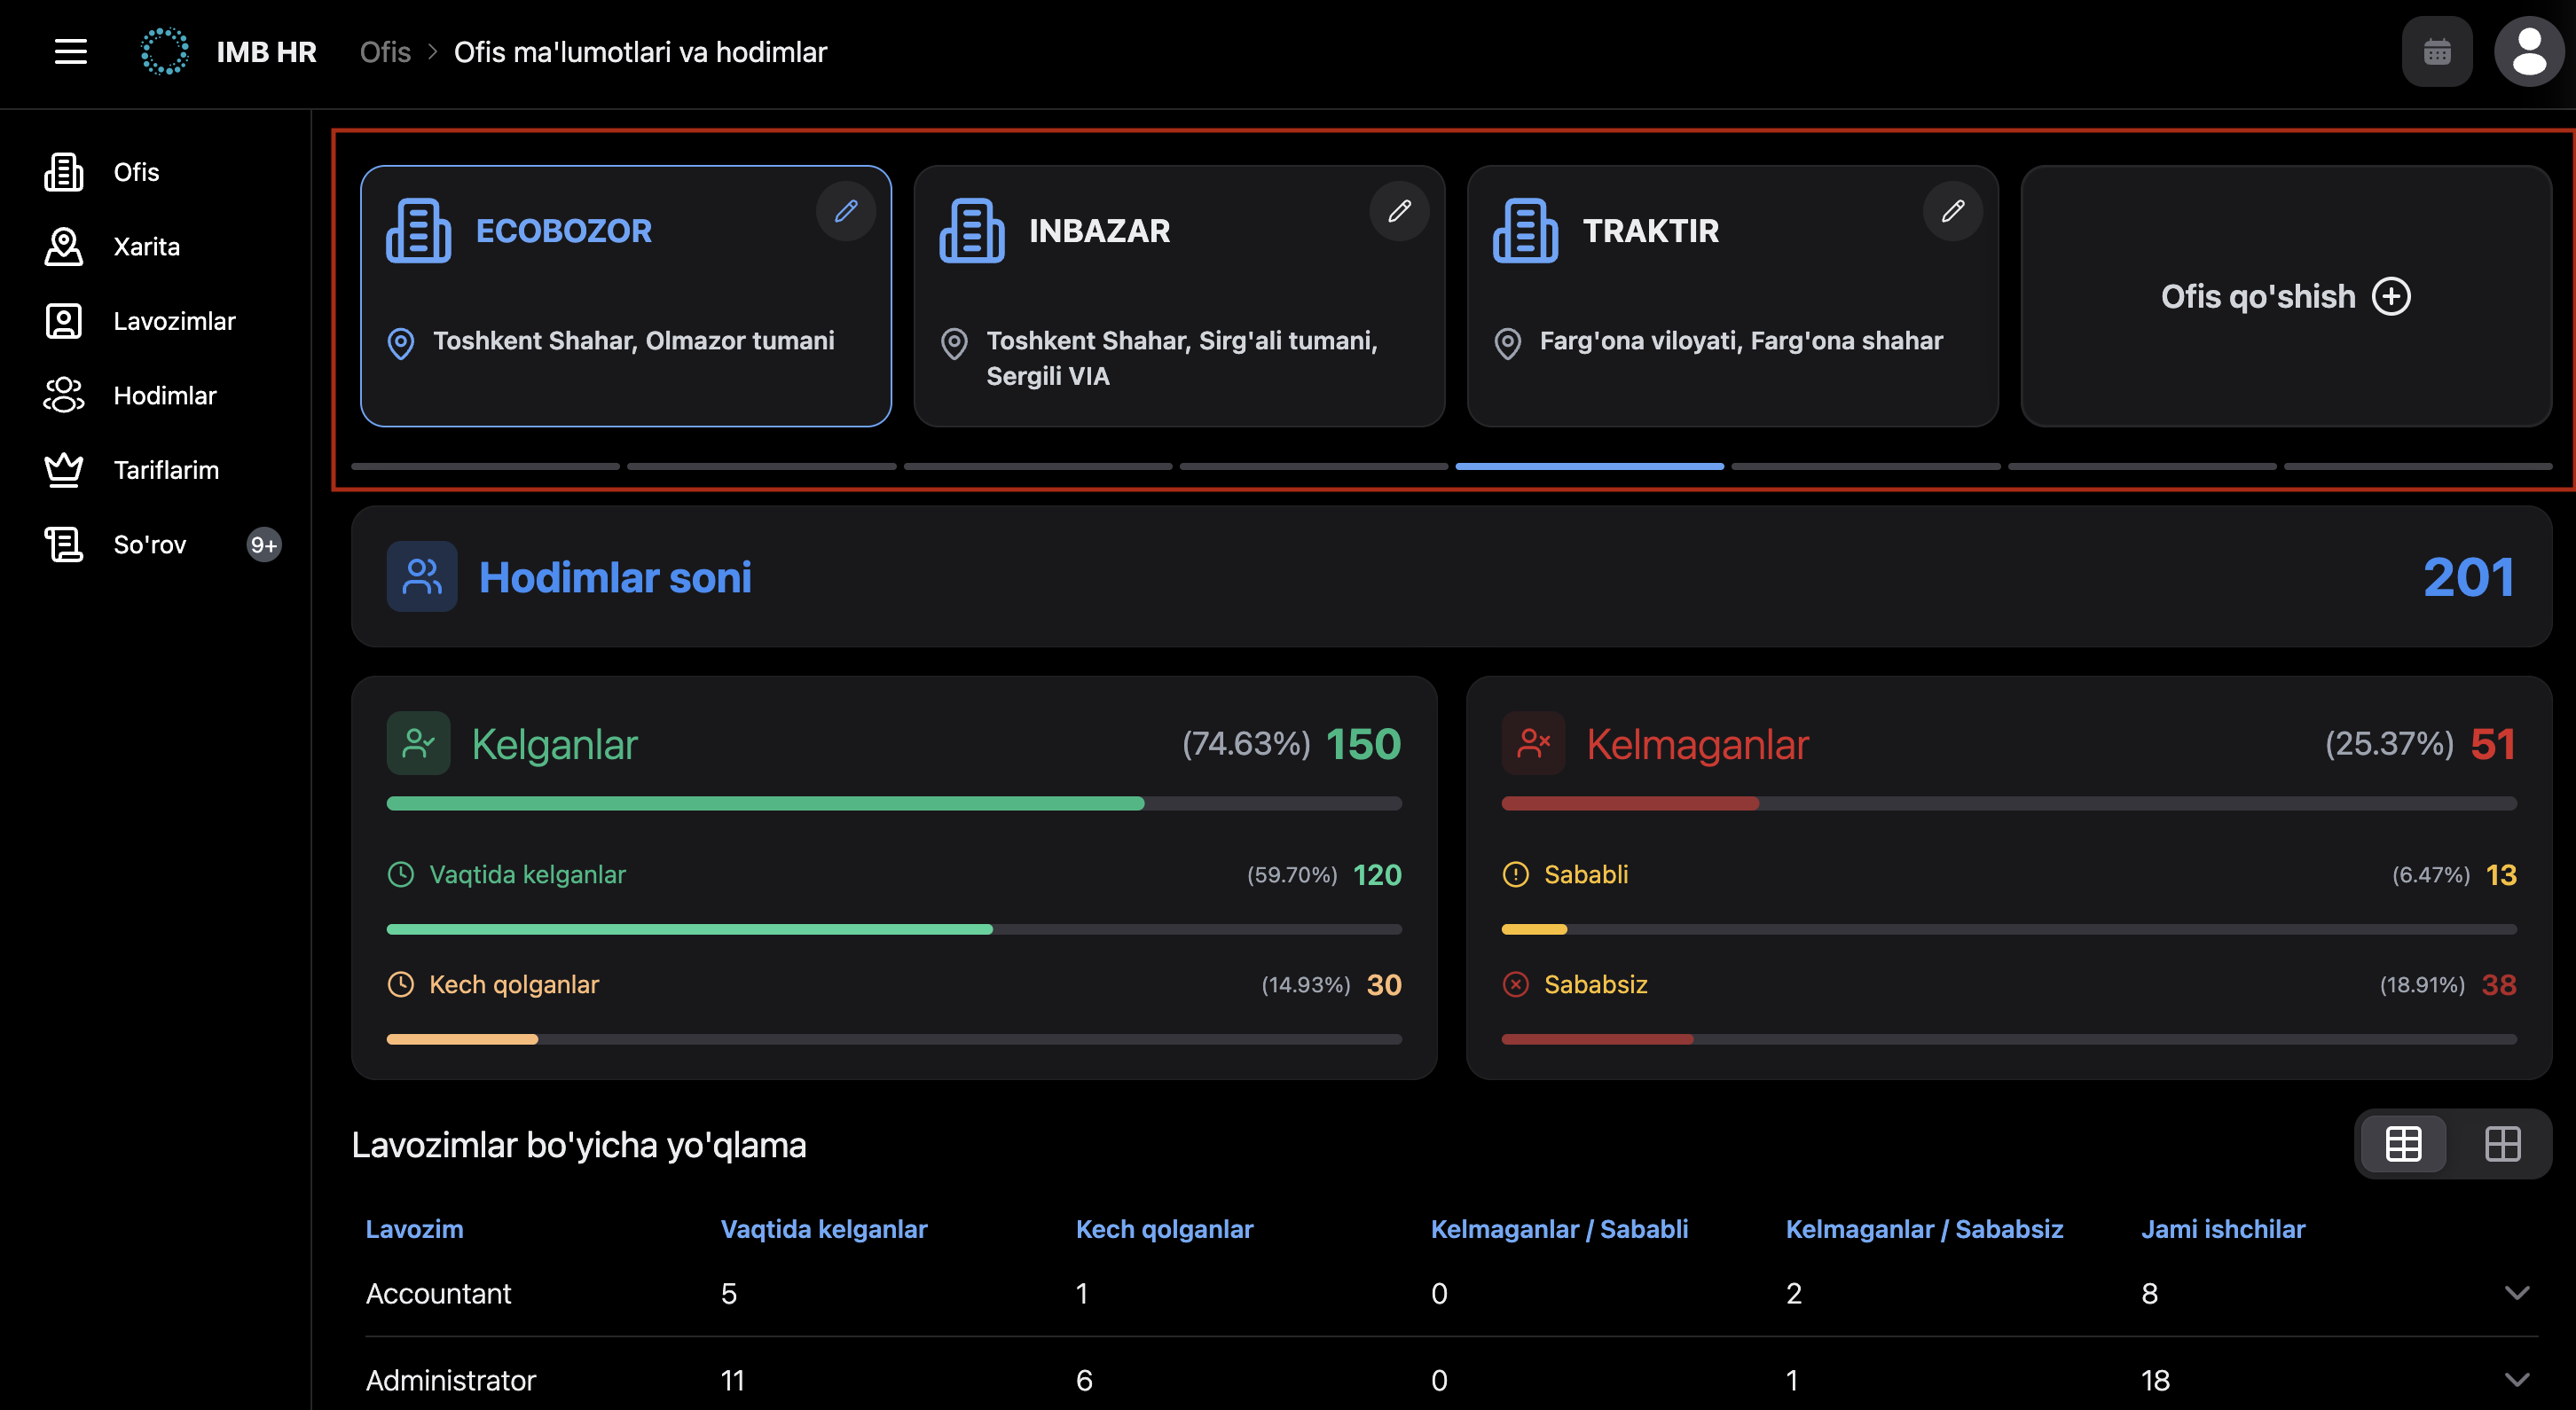 IMB HR
Ofis > Ofis ma'lumotlari va hodimlar
Ofis
Xarita
Lavozimlar
Hodimlar
Tariflarim
So'rov 9+
ECOBOZOR
Toshkent Shahar, Olmazor tumani
INBAZAR
Toshkent Shahar, Sirg'ali tumani,
Sergili VIA
TRAKTIR
Farg'ona viloyati, Farg'ona shahar
Ofis qo'shish
Hodimlar soni 201
Kelganlar (74.63%) 150
Vaqtida kelganlar (59.70%) 120
Kech qolganlar (14.93%) 30
Kelmaganlar (25.37%) 51
Sababli (6.47%) 13
Sababsiz (18.91%) 38
Lavozimlar bo'yicha yo'qlama
Lavozim Vaqtida kelganlar Kech qolganlar Kelmaganlar / Sababli Kelmaganlar / Sababsiz Jami ishchilar
Accountant 5 1 0 2 8
Administrator 11 6 0 1 18